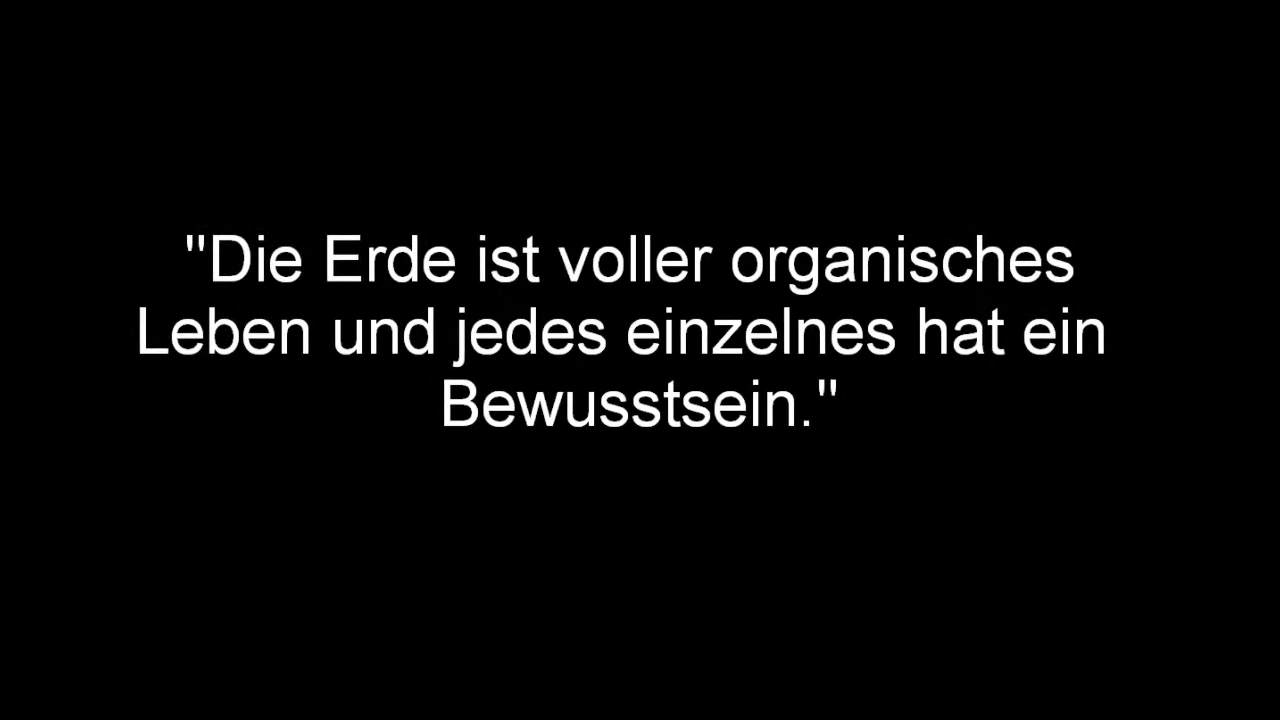 "Die Erde ist voller organisches
Leben und jedes einzelnes hat ein
Bewusstsein."